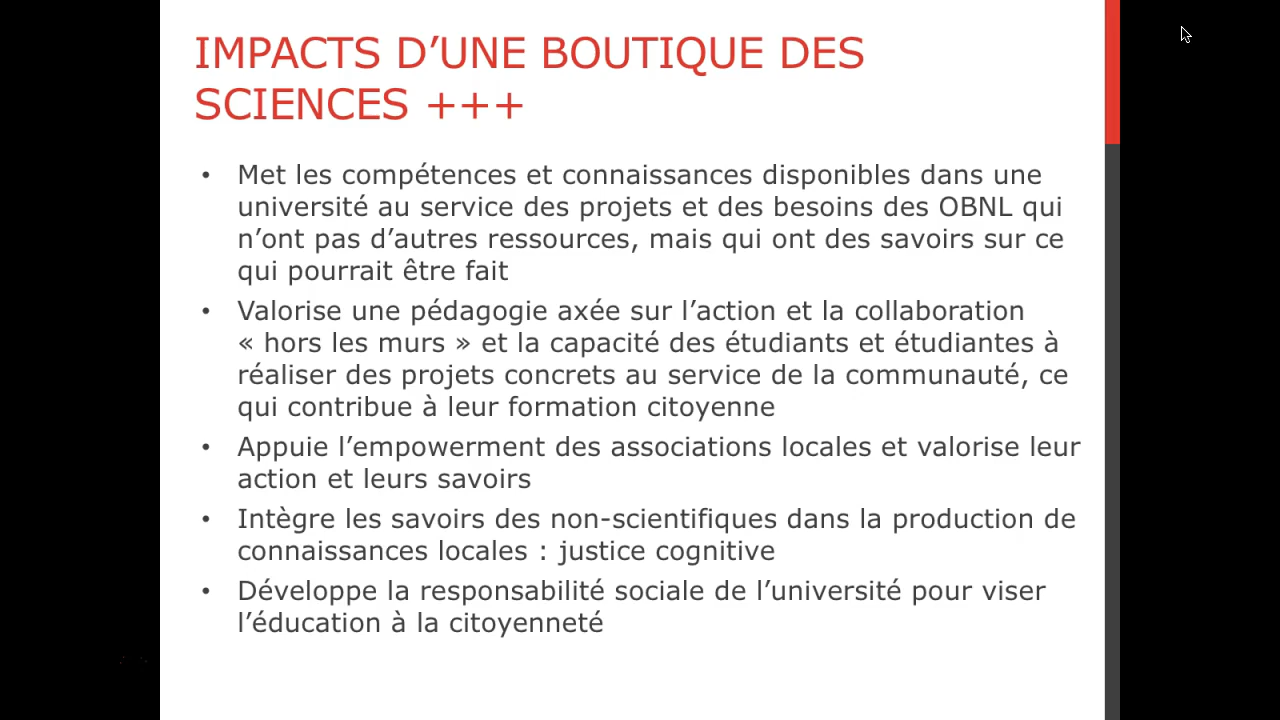 IMPACTS D’UNE BOUTIQUE DES
SCIENCES +++
• Met les compétences et connaissances disponibles dans une
université au service des projets et des besoins des OBNL qui
n’ont pas d’autres ressources, mais qui ont des savoirs sur ce
qui pourrait être fait
• Valorise une pédagogie axée sur l’action et la collaboration
« hors les murs » et la capacité des étudiants et étudiantes à
réaliser des projets concrets au service de la communauté, ce
qui contribue à leur formation citoyenne
• Appuie l’empowerment des associations locales et valorise leur
action et leurs savoirs
• Intègre les savoirs des non-scientifiques dans la production de
connaissances locales : justice cognitive
• Développe la responsabilité sociale de l’université pour viser
l’éducation à la citoyenneté